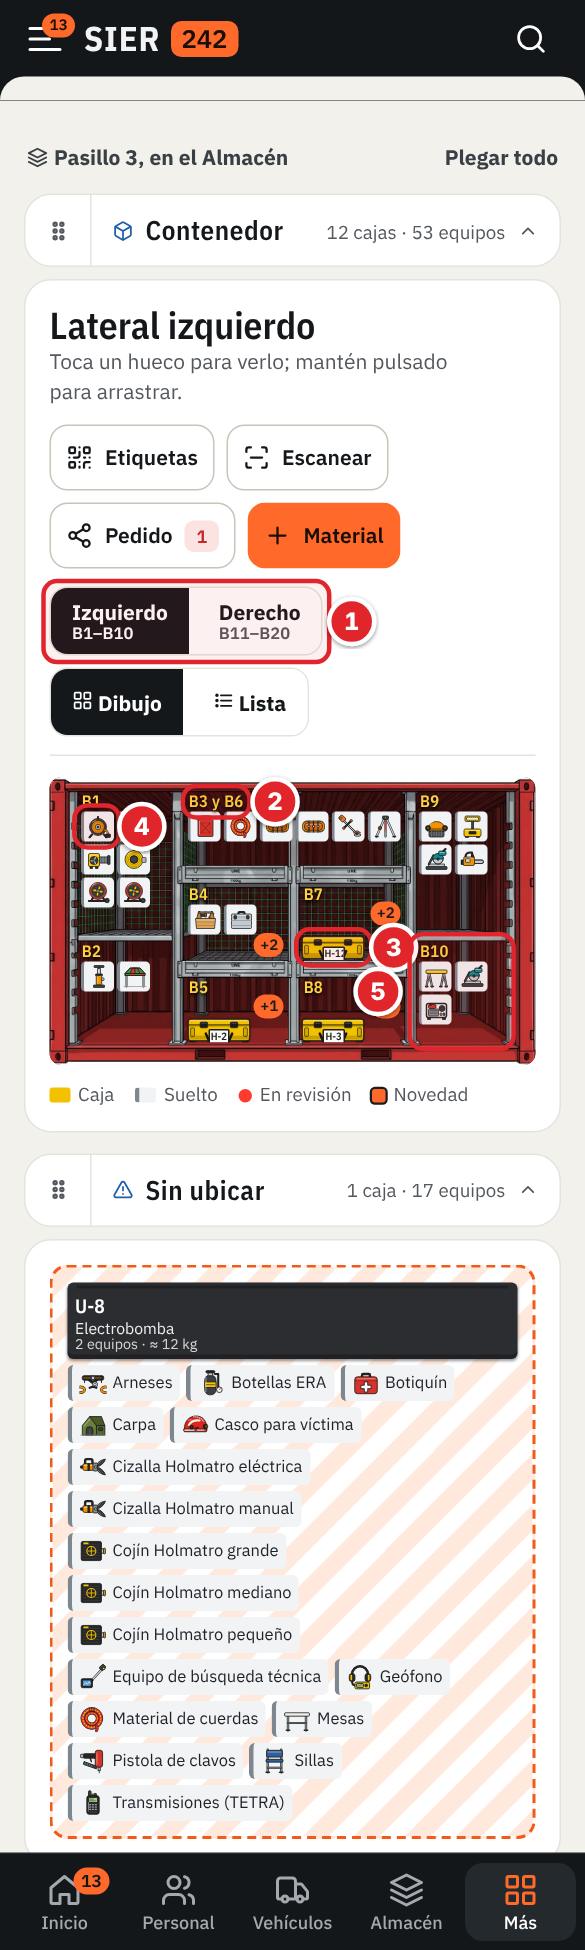 13
SIER 242
Pasillo 3, en el Almacén
Plegar todo
Contenedor
12 cajas · 53 equipos
Lateral izquierdo
Toca un hueco para verlo; mantén pulsado
para arrastrar.
Etiquetas
Escanear
Pedido 1
Material
Izquierdo
B1–B10
Derecho
B11–B20
1
Dibujo
Lista
B1
B3 y B6
2
B9
4
B4
B7
+2
+2
H-12
3
B2
B10
5
B5
+1
B8
H-2
H-3
Caja
Suelto
En revisión
Novedad
Sin ubicar
1 caja · 17 equipos
U-8
Electrobomba
2 equipos · ≈ 12 kg
Arneses
Botellas ERA
Botiquín
Carpa
Casco para víctima
Cizalla Holmatro eléctrica
Cizalla Holmatro manual
Cojín Holmatro grande
Cojín Holmatro mediano
Cojín Holmatro pequeño
Equipo de búsqueda técnica
Geófono
Material de cuerdas
Mesas
Pistola de clavos
Sillas
Transmisiones (TETRA)
13
Inicio
Personal
Vehículos
Almacén
Más